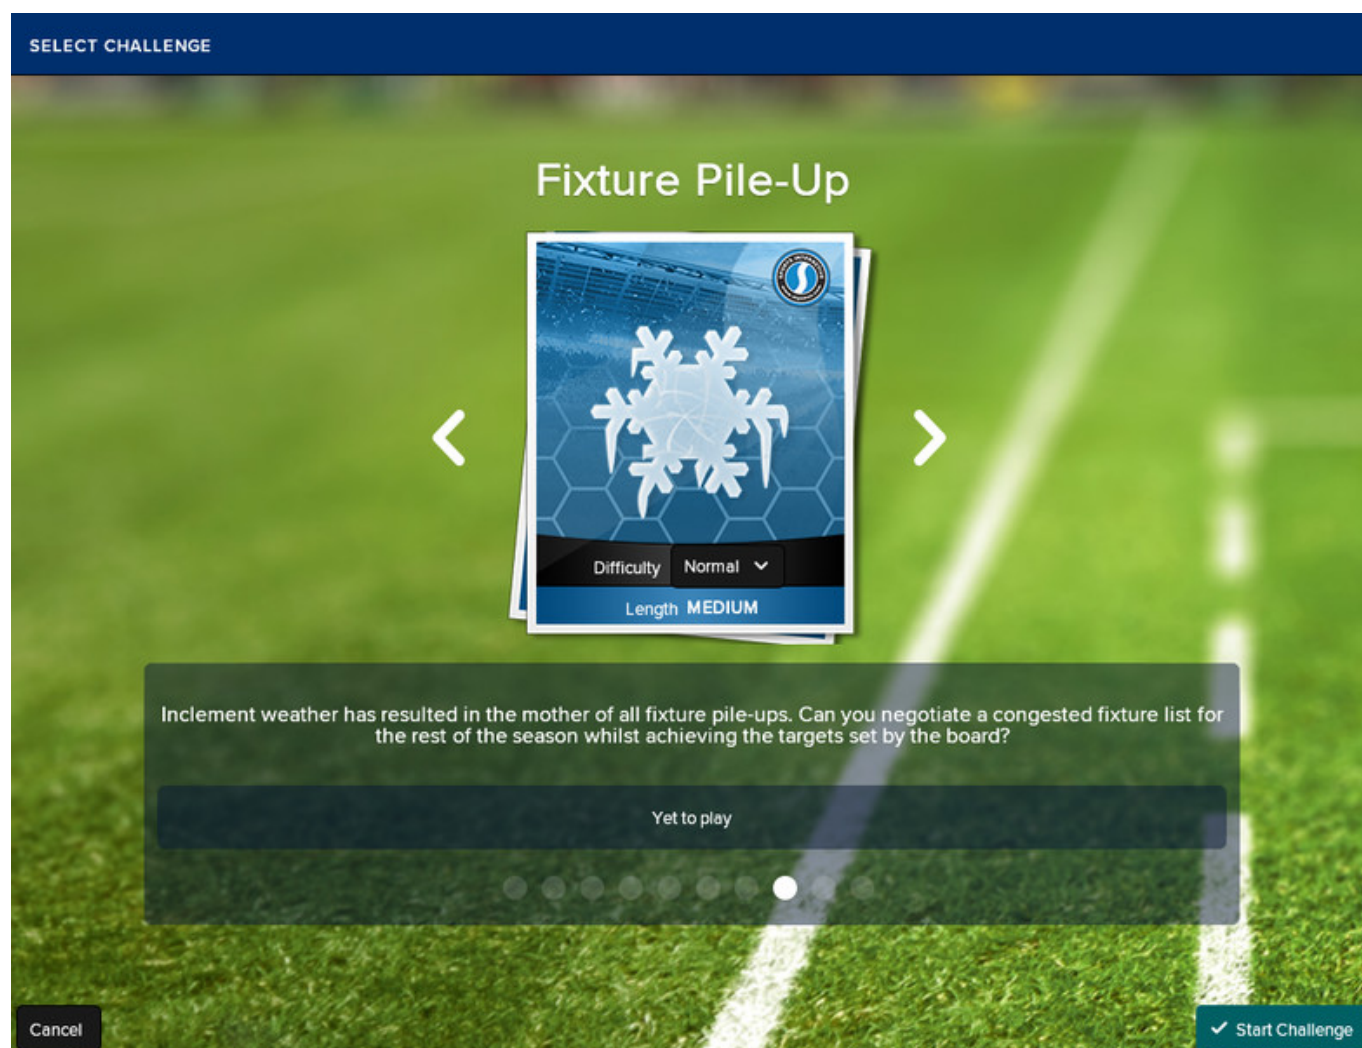 SELECT CHALLENGE
Fixture Pile-Up
SPORTS INTERACTIVE
Difficulty Normal
Length MEDIUM
Inclement weather has resulted in the mother of all fixture pile-ups. Can you negotiate a congested fixture list for
the rest of the season whilst achieving the targets set by the board?
Yet to play
Cancel
Start Challenge